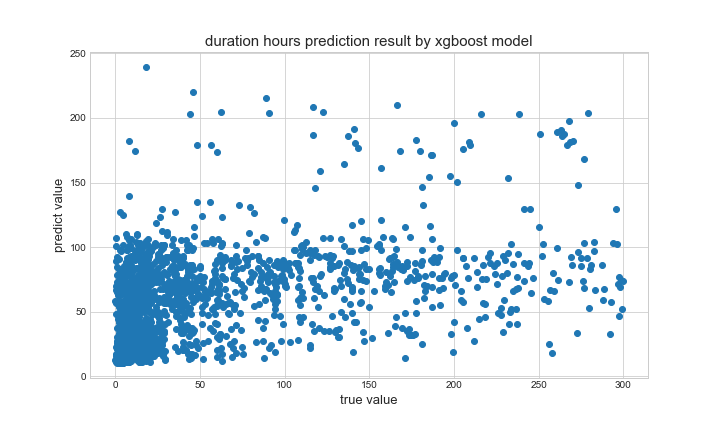 duration hours prediction result by xgboost model
250
200
150
100
50
0
predict value
0 50 100 150 200 250 300
true value